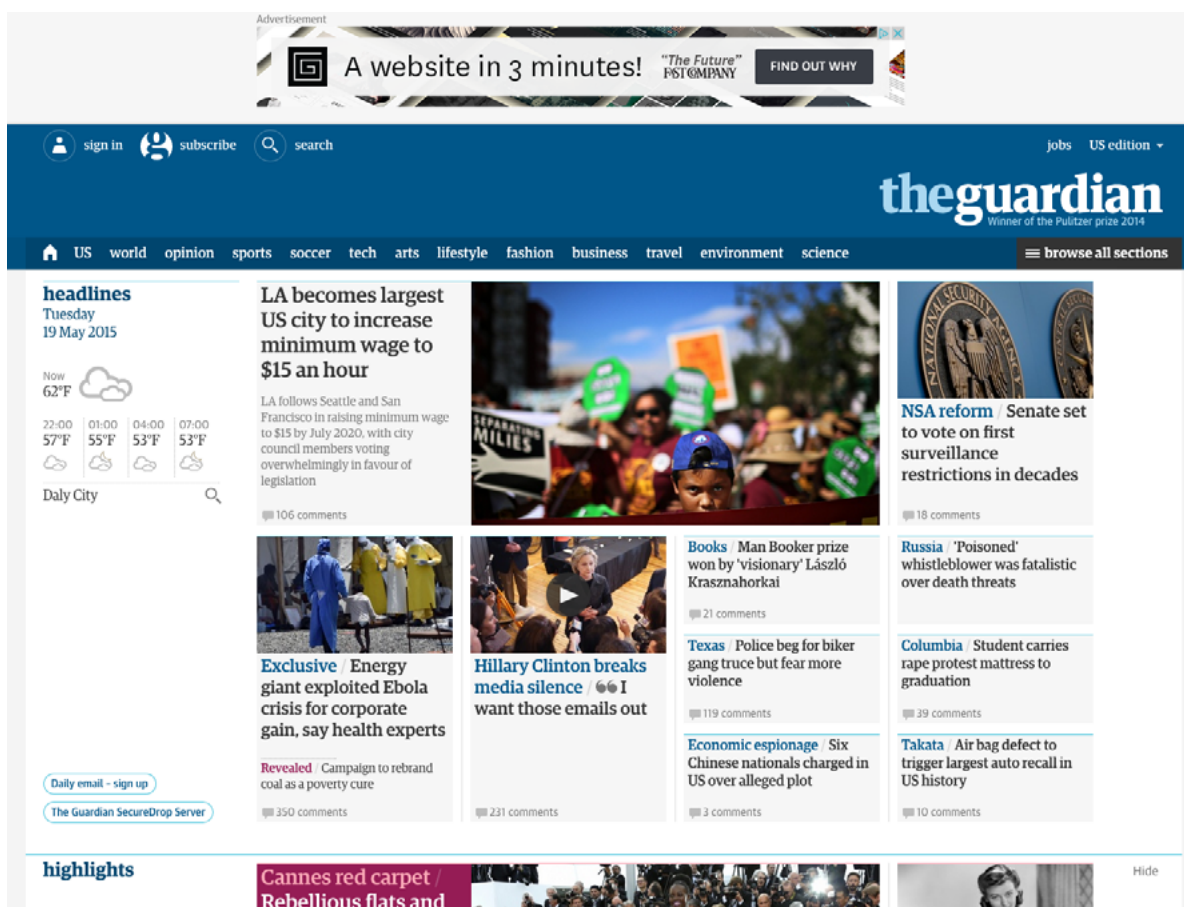 Advertisement
A website in 3 minutes!
"The Future"
FAST COMPANY
FIND OUT WHY
sign in
subscribe
search
jobs
US edition
theguardian
Winner of the Pulitzer prize 2014
US world opinion sports soccer tech arts lifestyle fashion business travel environment science
browse all sections
headlines
Tuesday
19 May 2015
Now
62°F
22:00 01:00 04:00 07:00
57°F 55°F 53°F 53°F
Daly City
Daily email - sign up
The Guardian SecureDrop Server
LA becomes largest
US city to increase
minimum wage to
$15 an hour
LA follows Seattle and San
Francisco in raising minimum wage
to $15 by July 2020, with city
council members voting
overwhelmingly in favour of
legislation
106 comments
SEPARATING
MILIES
NATIONAL SECURITY AGENCY
NSA reform / Senate set
to vote on first
surveillance
restrictions in decades
18 comments
Exclusive / Energy
giant exploited Ebola
crisis for corporate
gain, say health experts
Revealed / Campaign to rebrand
coal as a poverty cure
350 comments
Hillary Clinton breaks
media silence / “I
want those emails out
231 comments
Books / Man Booker prize
won by 'visionary' László
Krasznahorkai
21 comments
Texas / Police beg for biker
gang truce but fear more
violence
119 comments
Economic espionage / Six
Chinese nationals charged in
US over alleged plot
3 comments
Russia / 'Poisoned'
whistleblower was fatalistic
over death threats
Columbia / Student carries
rape protest mattress to
graduation
39 comments
Takata / Air bag defect to
trigger largest auto recall in
US history
10 comments
highlights
Cannes red carpet /
Rebellious flats and
Hide